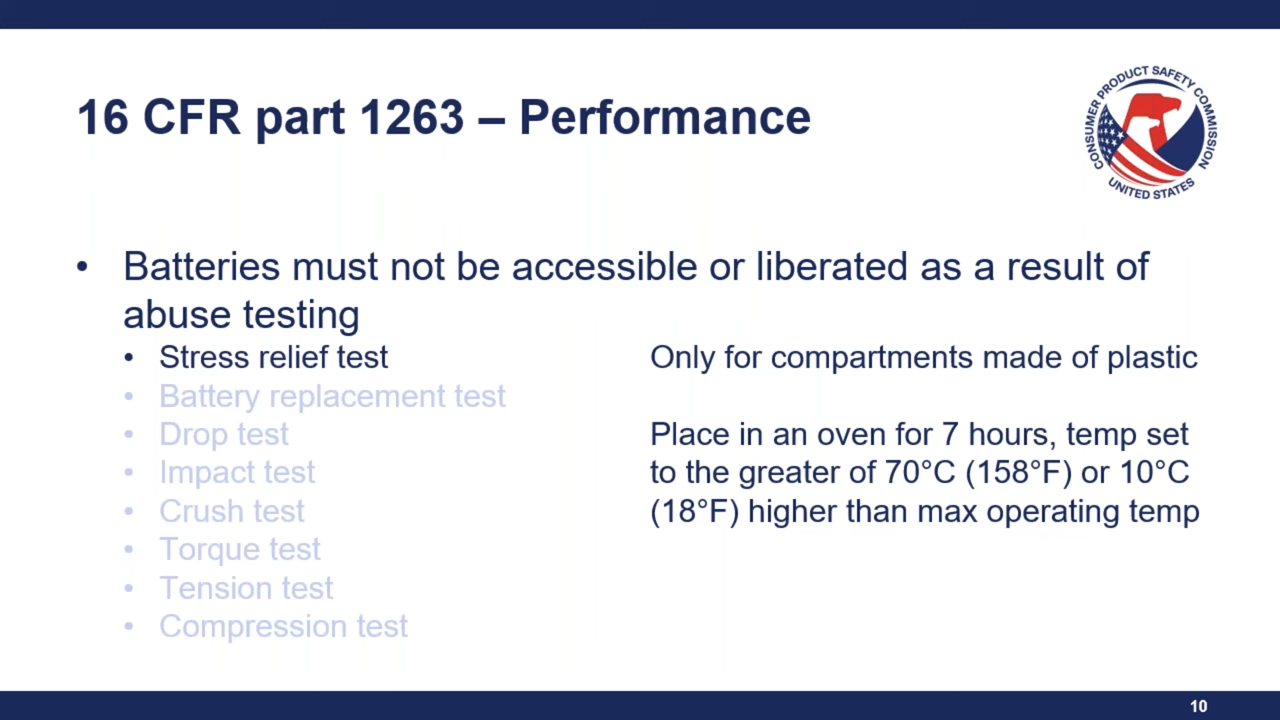 16 CFR part 1263 – Performance
CONSUMER PRODUCT SAFETY COMMISSION
UNITED STATES
• Batteries must not be accessible or liberated as a result of
abuse testing
• Stress relief test
• Battery replacement test
• Drop test
• Impact test
• Crush test
• Torque test
• Tension test
• Compression test
Only for compartments made of plastic
Place in an oven for 7 hours, temp set
to the greater of 70°C (158°F) or 10°C
(18°F) higher than max operating temp
10